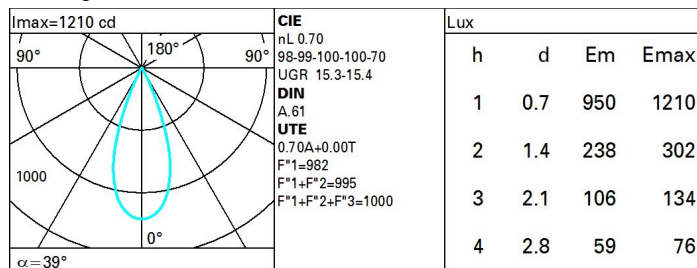 Imax=1210 cd
90° 180° 90°
1000
0°
α=39°
CIE
nL 0.70
98-99-100-100-70
UGR 15.3-15.4
DIN
A.61
UTE
0.70A+0.00T
F"1=982
F"1+F"2=995
F"1+F"2+F"3=1000
Lux
h d Em Emax
1 0.7 950 1210
2 1.4 238 302
3 2.1 106 134
4 2.8 59 76